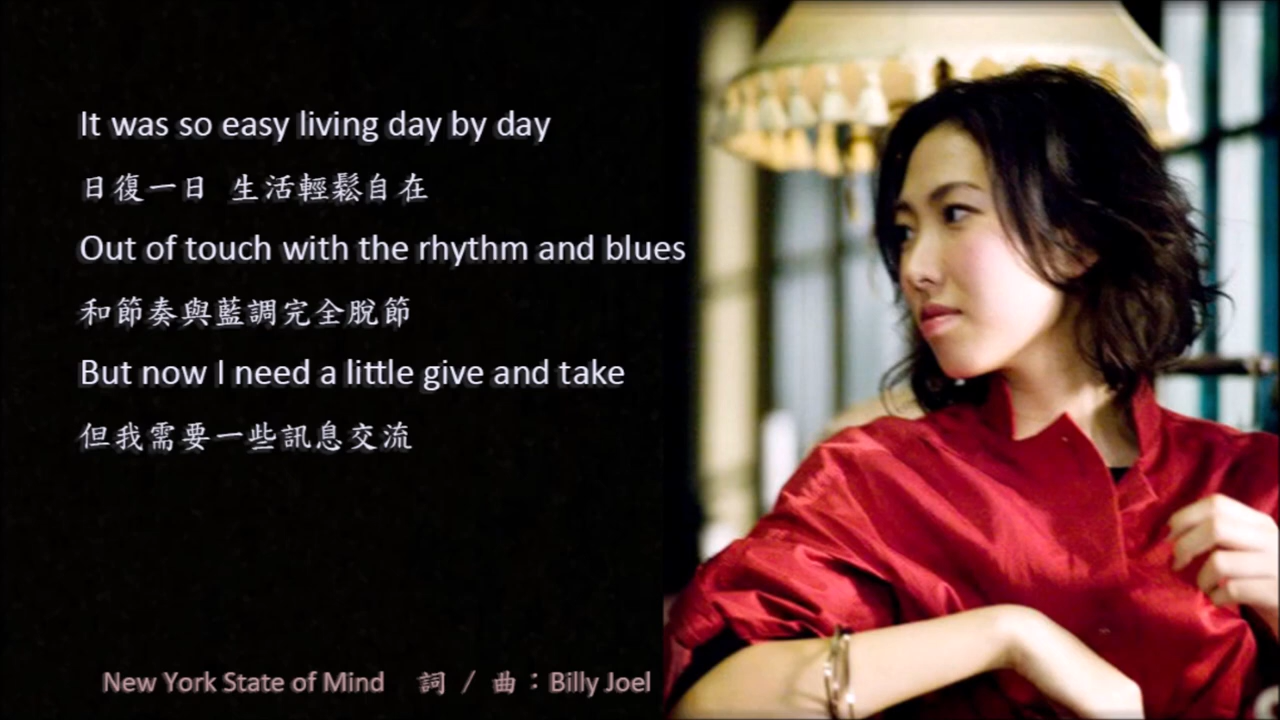 It was so easy living day by day
日復一日 生活輕鬆自在
Out of touch with the rhythm and blues
和節奏與藍調完全脫節
But now I need a little give and take
但我需要一些訊息交流
New York State of Mind 詞 / 曲：Billy Joel